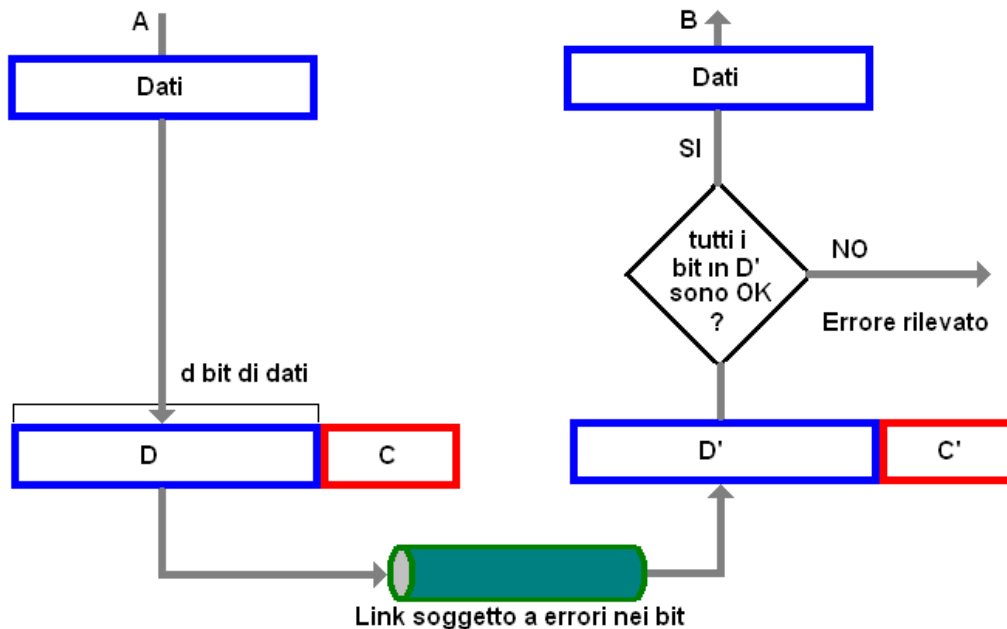 A
Dati
d bit di dati
D
C
Link soggetto a errori nei bit
B
Dati
SI
tutti i
bit in D'
sono OK
?
NO
Errore rilevato
D'
C'